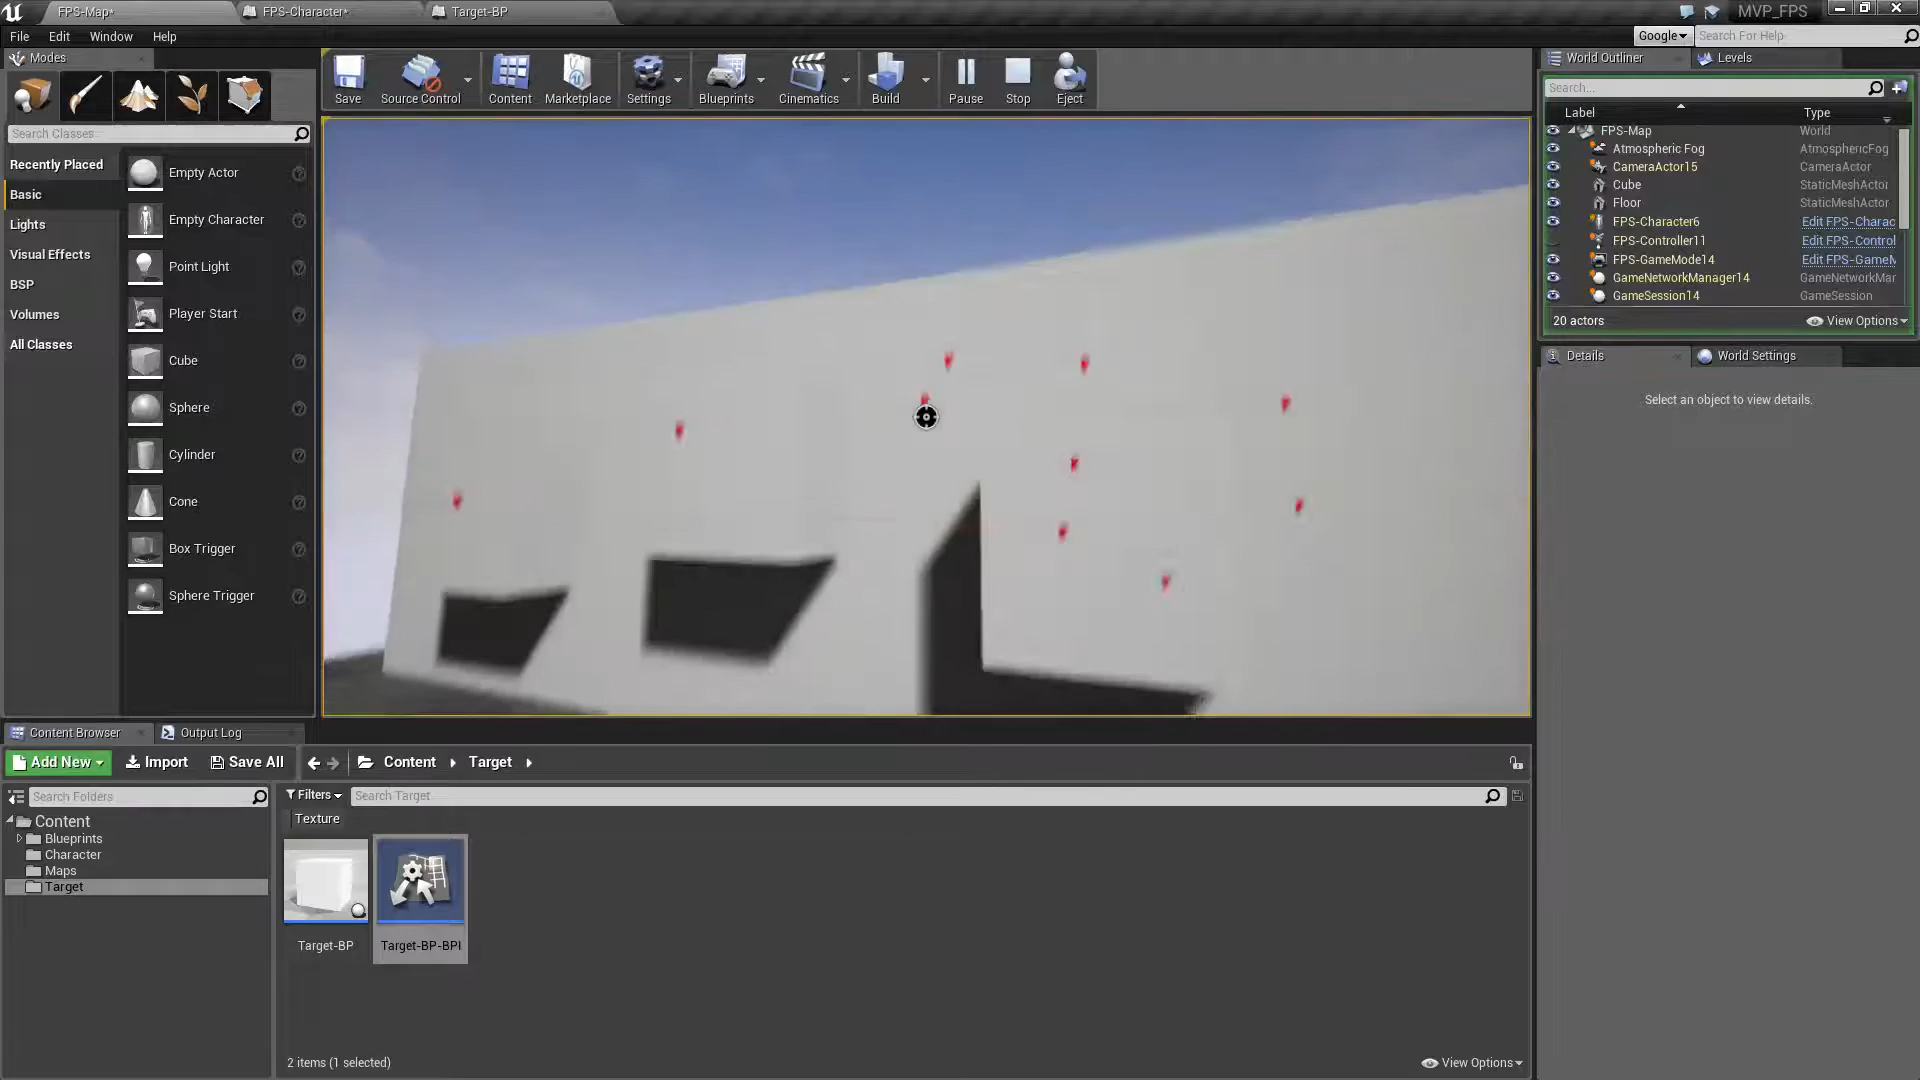 FPS-Map*
FPS-Character*
Target-BP
MVP_FPS
File
Edit
Window
Help
Google
Search For Help
Modes
Save
Source Control
Content
Marketplace
Settings
Blueprints
Cinematics
Build
Pause
Stop
Eject
World Outliner
Levels
Search...
Label
Type
FPS-Map
World
Atmospheric Fog
AtmosphericFog
CameraActor15
CameraActor
Cube
StaticMeshActor
Floor
StaticMeshActor
FPS-Character6
Edit FPS-Charac
FPS-Controller11
Edit FPS-Control
FPS-GameMode14
Edit FPS-GameM
GameNetworkManager14
GameNetworkMar
GameSession14
GameSession
20 actors
View Options
Details
World Settings
Select an object to view details.
Search Classes
Recently Placed
Basic
Lights
Visual Effects
BSP
Volumes
All Classes
Empty Actor
Empty Character
Point Light
Player Start
Cube
Sphere
Cylinder
Cone
Box Trigger
Sphere Trigger
Content Browser
Output Log
Add New
Import
Save All
Content
Target
Search Folders
Content
Blueprints
Character
Maps
Target
Filters
Search Target
Texture
Target-BP
Target-BP-BPI
2 items (1 selected)
View Options